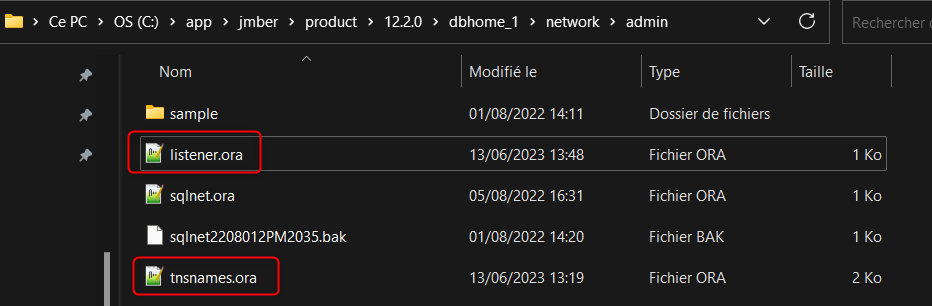 Ce PC > OS (C:) > app > jmber > product > 12.2.0 > dbhome_1 > network > admin
Rechercher d
Nom Modifié le Type Taille
sample 01/08/2022 14:11 Dossier de fichiers
listener.ora 13/06/2023 13:48 Fichier ORA 1 Ko
sqlnet.ora 05/08/2022 16:31 Fichier ORA 1 Ko
sqlnet2208012PM2035.bak 01/08/2022 14:20 Fichier BAK 1 Ko
tnsnames.ora 13/06/2023 13:19 Fichier ORA 2 Ko